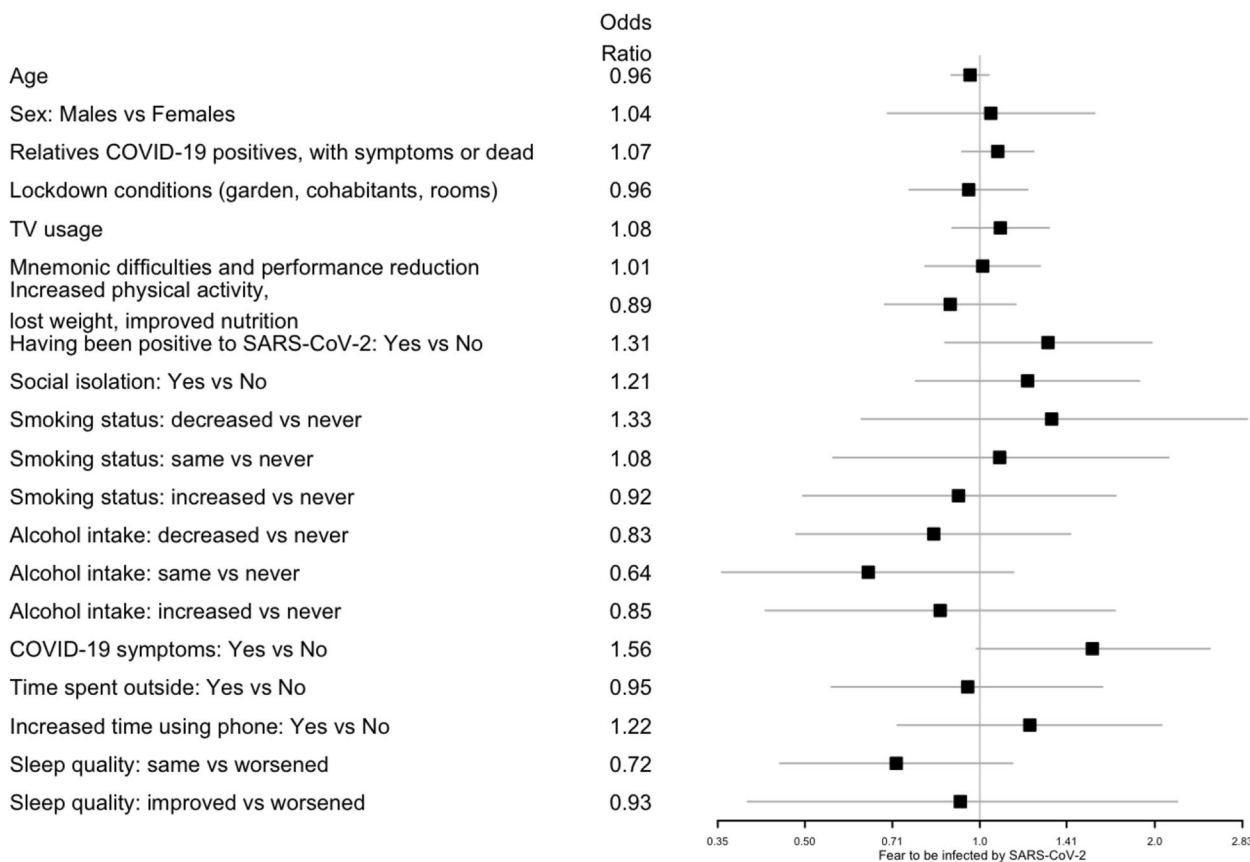 Odds
Ratio
Age 0.96
Sex: Males vs Females 1.04
Relatives COVID-19 positives, with symptoms or dead 1.07
Lockdown conditions (garden, cohabitants, rooms) 0.96
TV usage 1.08
Mnemonic difficulties and performance reduction 1.01
Increased physical activity,
0.89
lost weight, improved nutrition
Having been positive to SARS-CoV-2: Yes vs No 1.31
Social isolation: Yes vs No 1.21
Smoking status: decreased vs never 1.33
Smoking status: same vs never 1.08
Smoking status: increased vs never 0.92
Alcohol intake: decreased vs never 0.83
Alcohol intake: same vs never 0.64
Alcohol intake: increased vs never 0.85
COVID-19 symptoms: Yes vs No 1.56
Time spent outside: Yes vs No 0.95
Increased time using phone: Yes vs No 1.22
Sleep quality: same vs worsened 0.72
Sleep quality: improved vs worsened 0.93
0.35 0.50 0.71 1.0 1.41 2.0 2.83
Fear to be infected by SARS-CoV-2